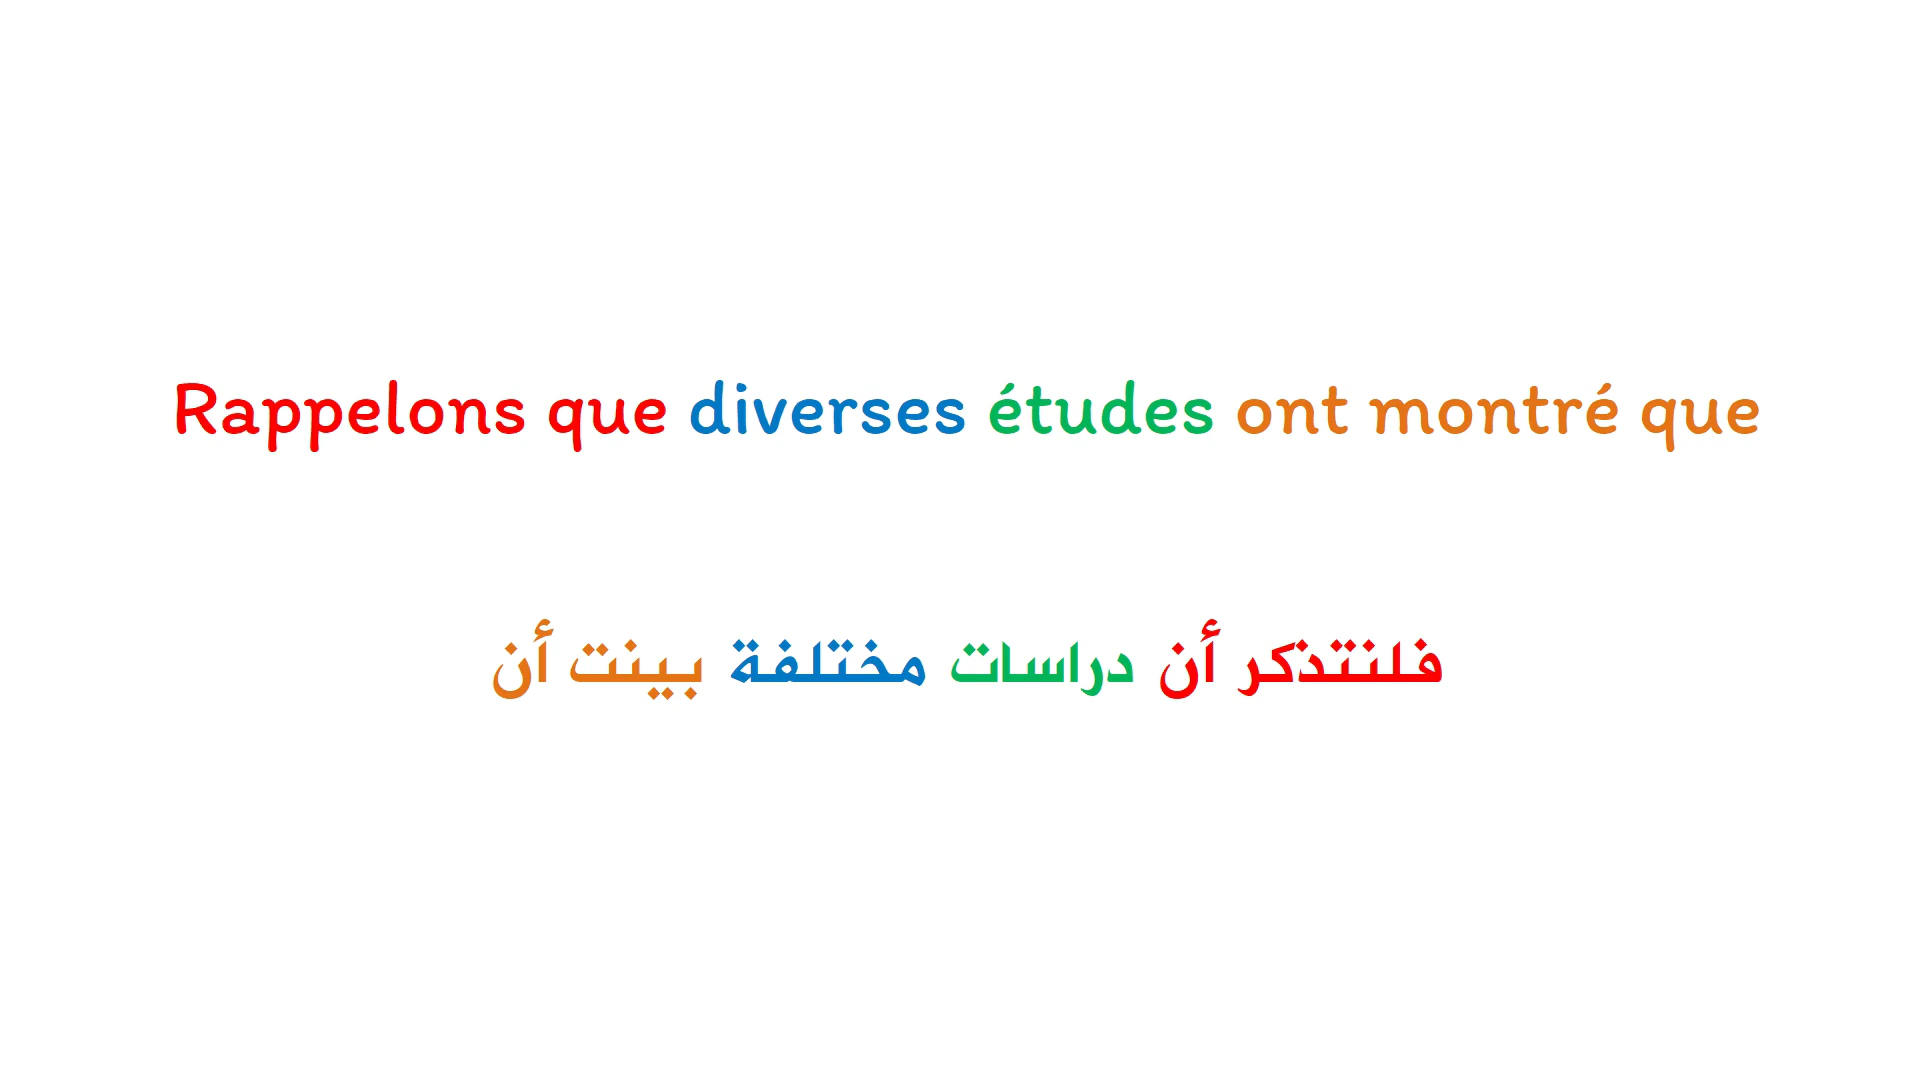 Rappelons que diverses études ont montré que
فلنتذكر أن دراسات مختلفة بينت أن